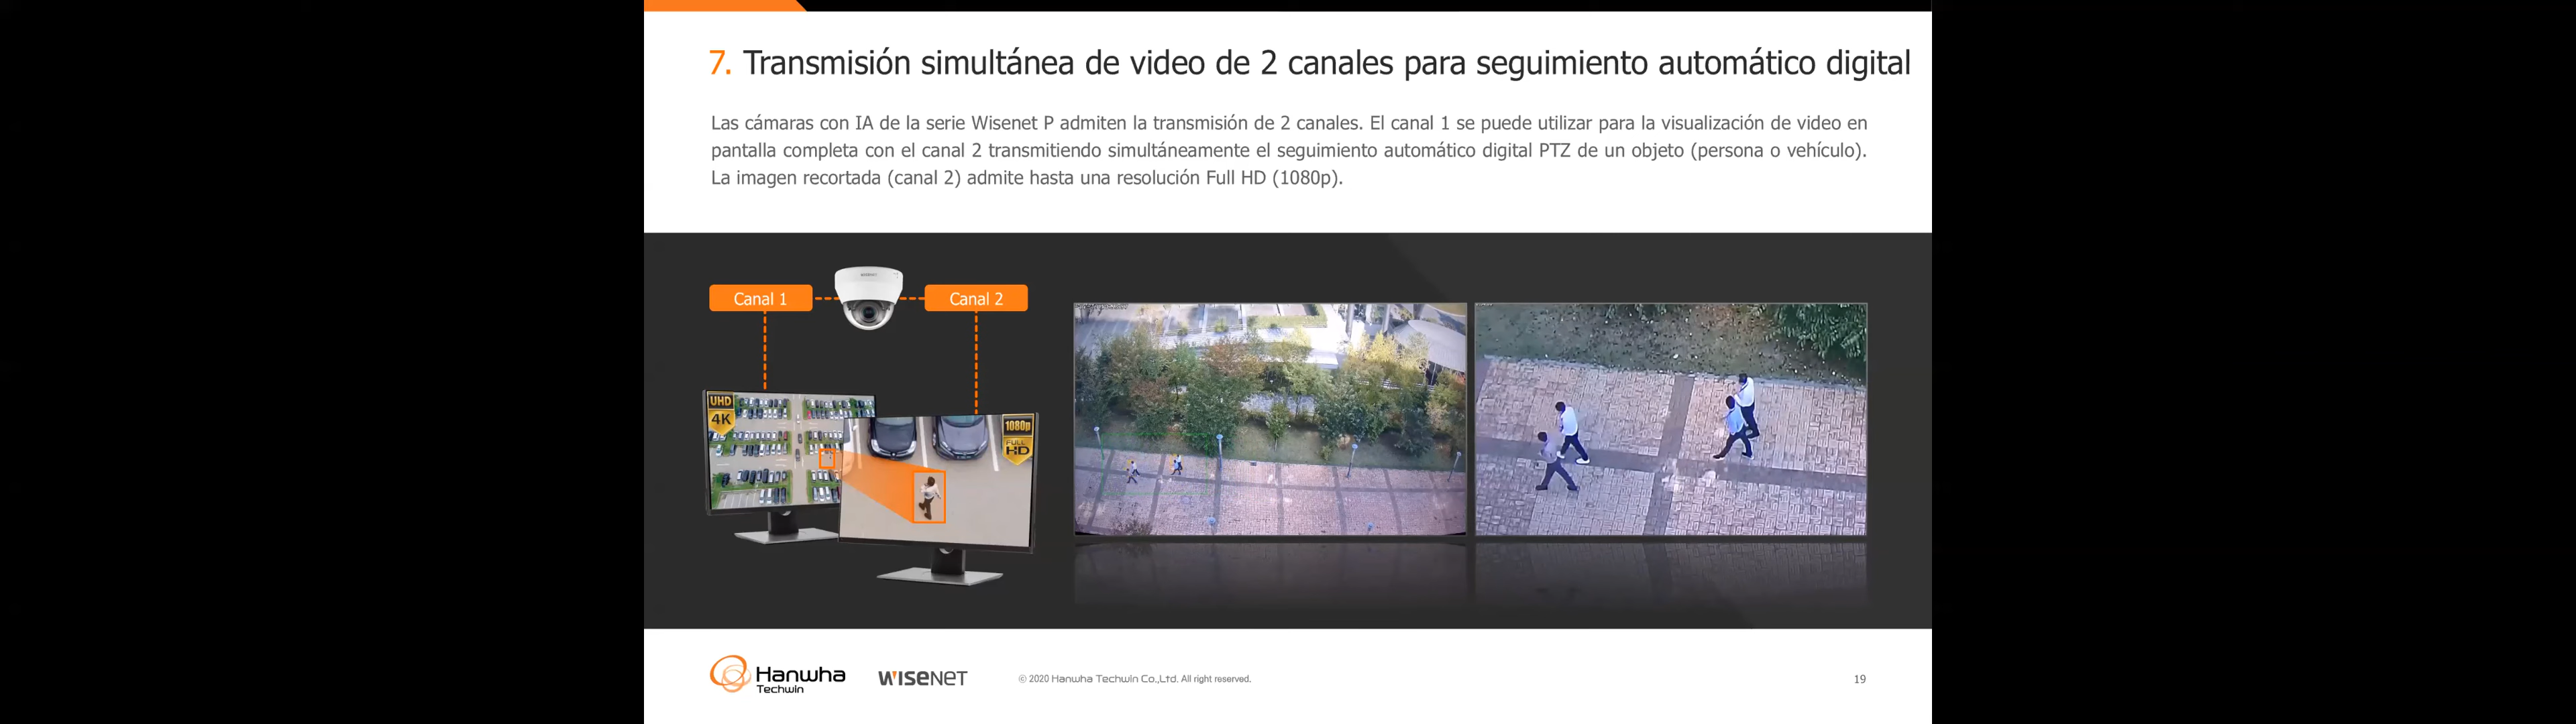 7. Transmisión simultánea de video de 2 canales para seguimiento automático digital
Las cámaras con IA de la serie Wisenet P admiten la transmisión de 2 canales. El canal 1 se puede utilizar para la visualización de video en
pantalla completa con el canal 2 transmitiendo simultáneamente el seguimiento automático digital PTZ de un objeto (persona o vehículo).
La imagen recortada (canal 2) admite hasta una resolución Full HD (1080p).
Canal 1
Canal 2
UHD
4K
1080p
FULL
HD
Hanwha
Techwin
WISENET
© 2020 Hanwha Techwin Co.,Ltd. All right reserved.
19